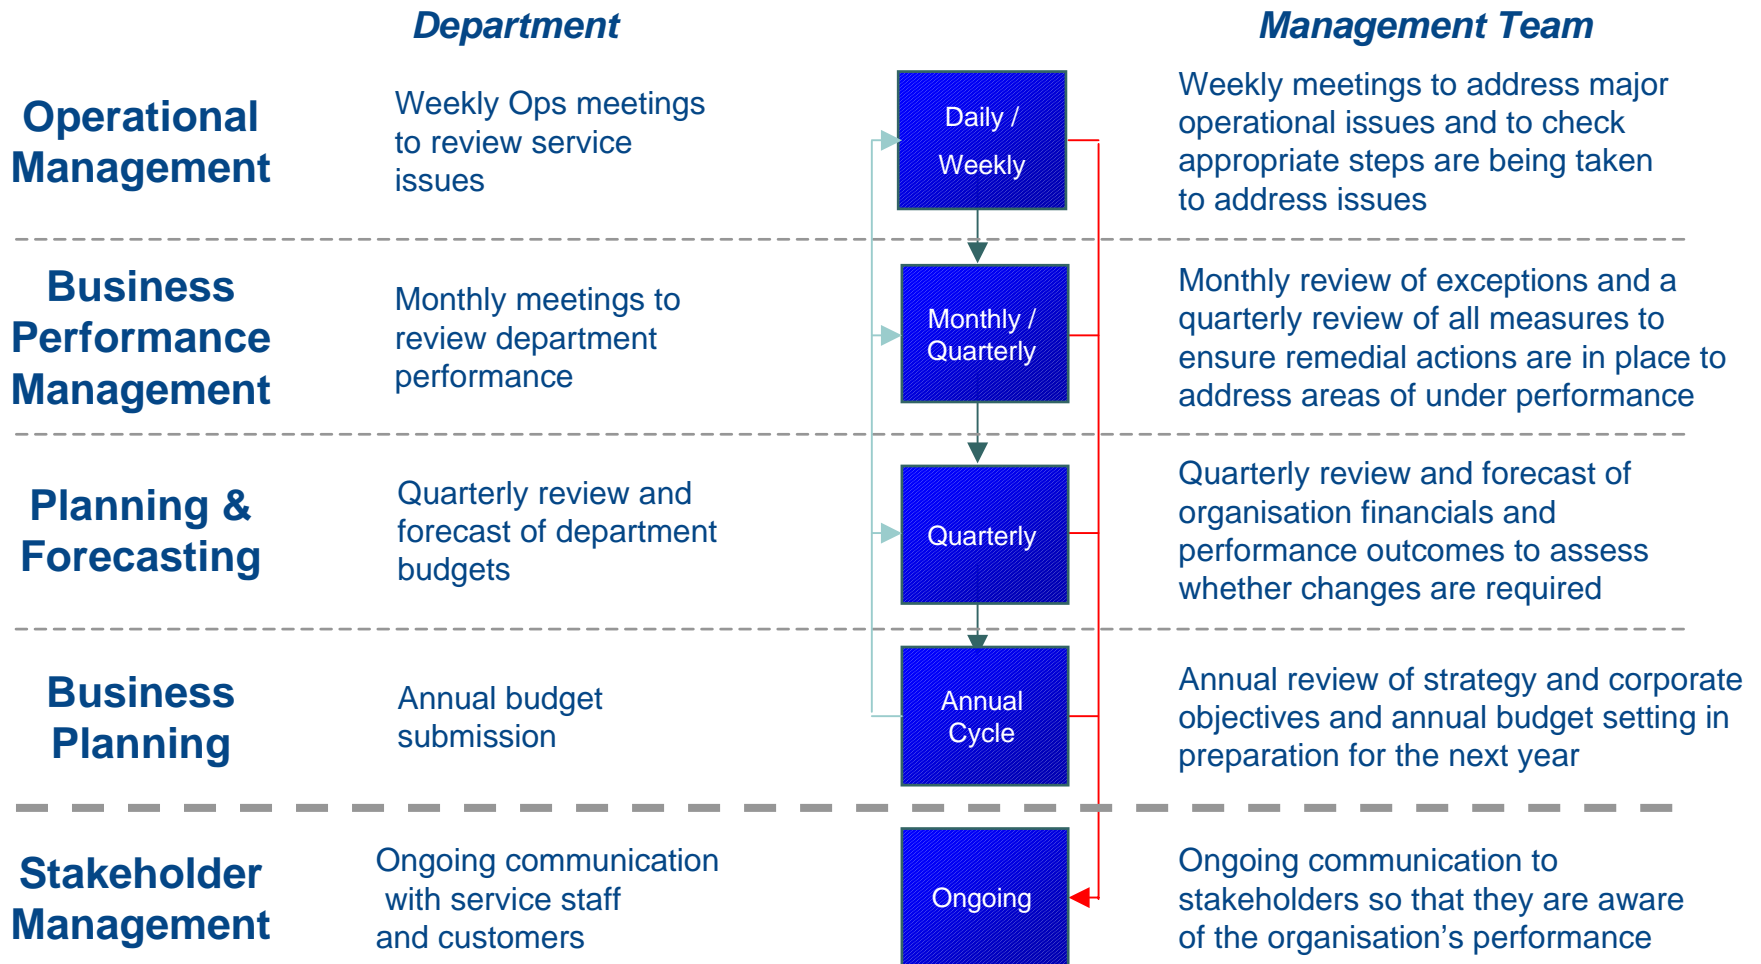 Department
Management Team
Operational
Management
Weekly Ops meetings
to review service
issues
Daily /
Weekly
Weekly meetings to address major
operational issues and to check
appropriate steps are being taken
to address issues
Business
Performance
Management
Monthly meetings to
review department
performance
Monthly /
Quarterly
Monthly review of exceptions and a
quarterly review of all measures to
ensure remedial actions are in place to
address areas of under performance
Planning &
Forecasting
Quarterly review and
forecast of department
budgets
Quarterly
Quarterly review and forecast of
organisation financials and
performance outcomes to assess
whether changes are required
Business
Planning
Annual budget
submission
Annual
Cycle
Annual review of strategy and corporate
objectives and annual budget setting in
preparation for the next year
Stakeholder
Management
Ongoing communication
with service staff
and customers
Ongoing
Ongoing communication to
stakeholders so that they are aware
of the organisation’s performance